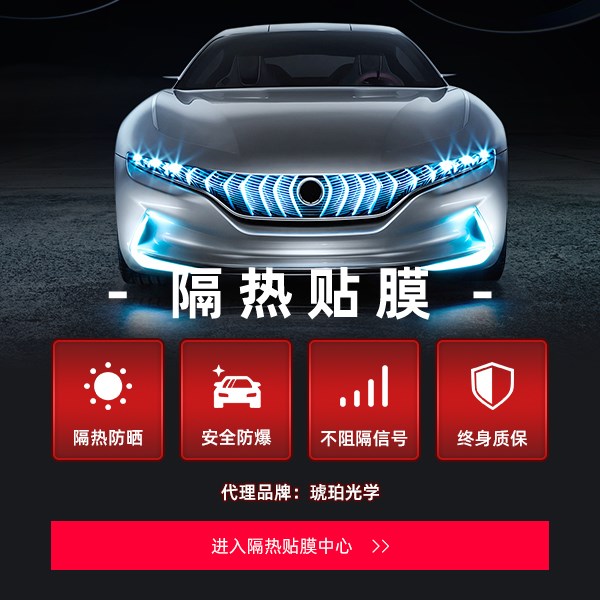 - 隔热贴膜 -
隔热防晒
安全防爆
不阻隔信号
终身质保
代理品牌：琥珀光学
进入隔热贴膜中心 >>